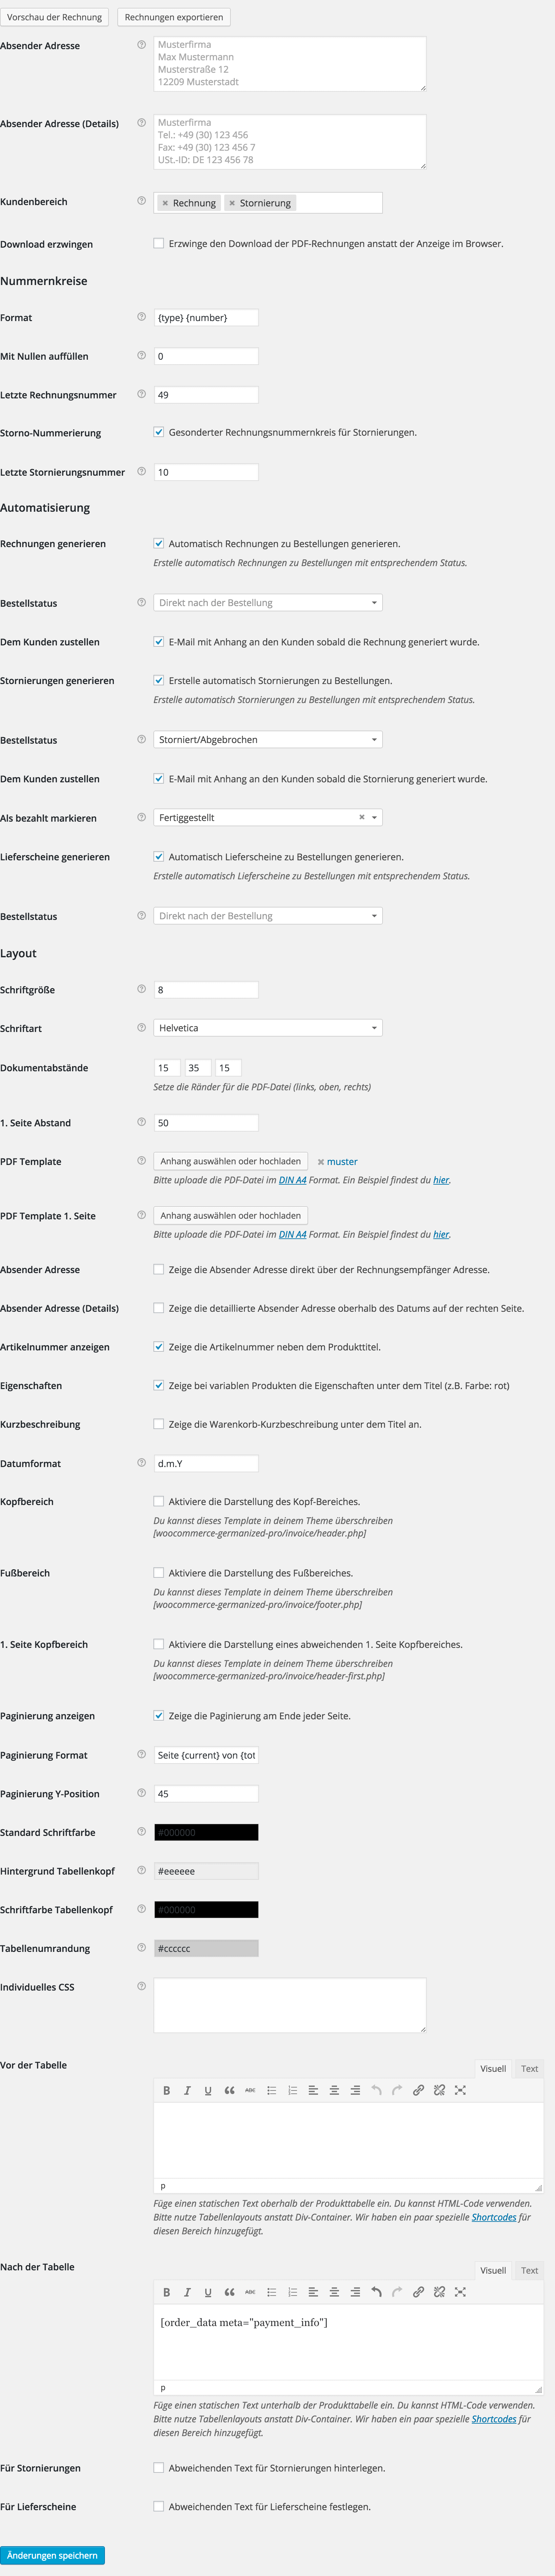 Vorschau der Rechnung Rechnungen exportieren
Absender Adresse
Musterfirma
Max Mustermann
Musterstraße 12
12209 Musterstadt
Absender Adresse (Details)
Musterfirma
Tel.: +49 (30) 123 456
Fax: +49 (30) 123 456 7
USt.-ID: DE 123 456 78
Kundenbereich × Rechnung × Stornierung
Download erzwingen Erzwinge den Download der PDF-Rechnungen anstatt der Anzeige im Browser.
Nummernkreise
Format {type} {number}
Mit Nullen auffüllen 0
Letzte Rechnungsnummer 49
Storno-Nummerierung Gesonderter Rechnungsnummernkreis für Stornierungen.
Letzte Stornierungsnummer 10
Automatisierung
Rechnungen generieren Automatisch Rechnungen zu Bestellungen generieren.
Erstelle automatisch Rechnungen zu Bestellungen mit entsprechendem Status.
Bestellstatus Direkt nach der Bestellung
Dem Kunden zustellen E-Mail mit Anhang an den Kunden sobald die Rechnung generiert wurde.
Stornierungen generieren Erstelle automatisch Stornierungen zu Bestellungen.
Erstelle automatisch Stornierungen zu Bestellungen mit entsprechendem Status.
Bestellstatus Storniert/Abgebrochen
Dem Kunden zustellen E-Mail mit Anhang an den Kunden sobald die Stornierung generiert wurde.
Als bezahlt markieren Fertiggestellt ×
Lieferscheine generieren Automatisch Lieferscheine zu Bestellungen generieren.
Erstelle automatisch Lieferscheine zu Bestellungen mit entsprechendem Status.
Bestellstatus Direkt nach der Bestellung
Layout
Schriftgröße 8
Schriftart Helvetica
Dokumentabstände 15 35 15
Setze die Ränder für die PDF-Datei (links, oben, rechts)
1. Seite Abstand 50
PDF Template Anhang auswählen oder hochladen × muster
Bitte uploade die PDF-Datei im DIN A4 Format. Ein Beispiel findest du hier.
PDF Template 1. Seite Anhang auswählen oder hochladen
Bitte uploade die PDF-Datei im DIN A4 Format. Ein Beispiel findest du hier.
Absender Adresse Zeige die Absender Adresse direkt über der Rechnungsempfänger Adresse.
Absender Adresse (Details) Zeige die detaillierte Absender Adresse oberhalb des Datums auf der rechten Seite.
Artikelnummer anzeigen Zeige die Artikelnummer neben dem Produkttitel.
Eigenschaften Zeige bei variablen Produkten die Eigenschaften unter dem Titel (z.B. Farbe: rot)
Kurzbeschreibung Zeige die Warenkorb-Kurzbeschreibung unter dem Titel an.
Datumformat d.m.Y
Kopfbereich Aktiviere die Darstellung des Kopf-Bereiches.
Du kannst dieses Template in deinem Theme überschreiben
[woocommerce-germanized-pro/invoice/header.php]
Fußbereich Aktiviere die Darstellung des Fußbereiches.
Du kannst dieses Template in deinem Theme überschreiben
[woocommerce-germanized-pro/invoice/footer.php]
1. Seite Kopfbereich Aktiviere die Darstellung eines abweichenden 1. Seite Kopfbereiches.
Du kannst dieses Template in deinem Theme überschreiben
[woocommerce-germanized-pro/invoice/header-first.php]
Paginierung anzeigen Zeige die Paginierung am Ende jeder Seite.
Paginierung Format Seite {current} von {tot
Paginierung Y-Position 45
Standard Schriftfarbe #000000
Hintergrund Tabellenkopf #eeeeee
Schriftfarbe Tabellenkopf #000000
Tabellenumrandung #cccccc
Individuelles CSS
Vor der Tabelle Visuell Text
B I U ABC
p
Füge einen statischen Text oberhalb der Produkttabelle ein. Du kannst HTML-Code verwenden.
Bitte nutze Tabellenlayouts anstatt Div-Container. Wir haben ein paar spezielle Shortcodes für
diesen Bereich hinzugefügt.
Nach der Tabelle Visuell Text
B I U ABC
[order_data meta="payment_info"]
p
Füge einen statischen Text unterhalb der Produkttabelle ein. Du kannst HTML-Code verwenden.
Bitte nutze Tabellenlayouts anstatt Div-Container. Wir haben ein paar spezielle Shortcodes für
diesen Bereich hinzugefügt.
Für Stornierungen Abweichenden Text für Stornierungen hinterlegen.
Für Lieferscheine Abweichenden Text für Lieferscheine festlegen.
Änderungen speichern